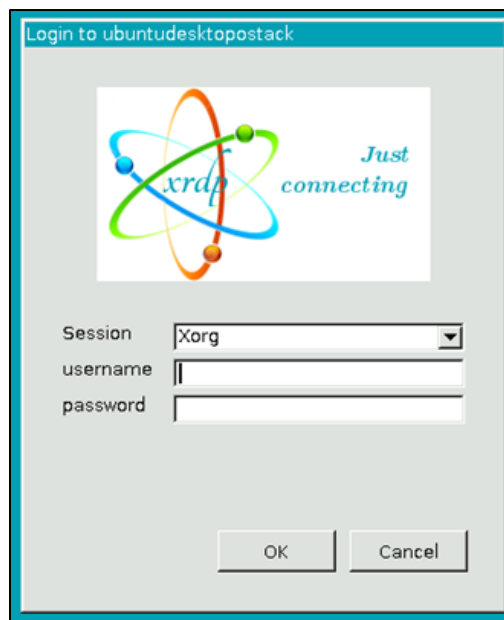 Login to ubuntudesktopostack
xrdp
Just
connecting
Session Xorg
username
password
OK Cancel